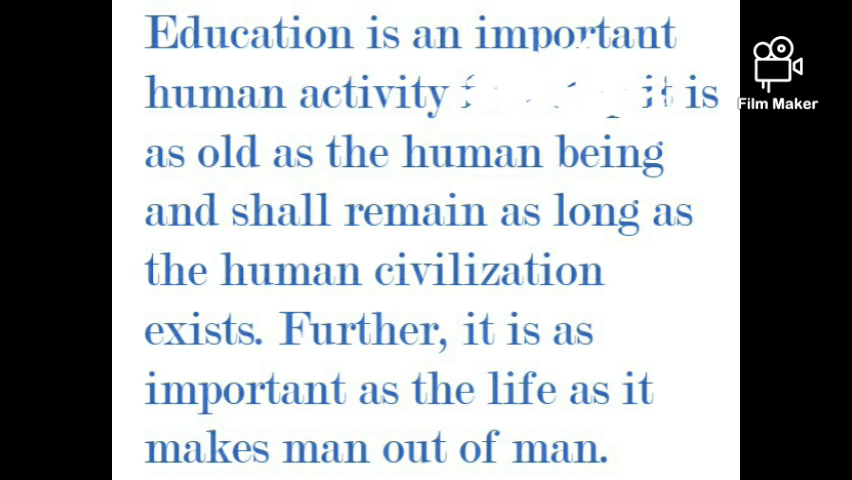 Education is an important
human activity it is
as old as the human being
and shall remain as long as
the human civilization
exists. Further, it is as
important as the life as it
makes man out of man.
Film Maker